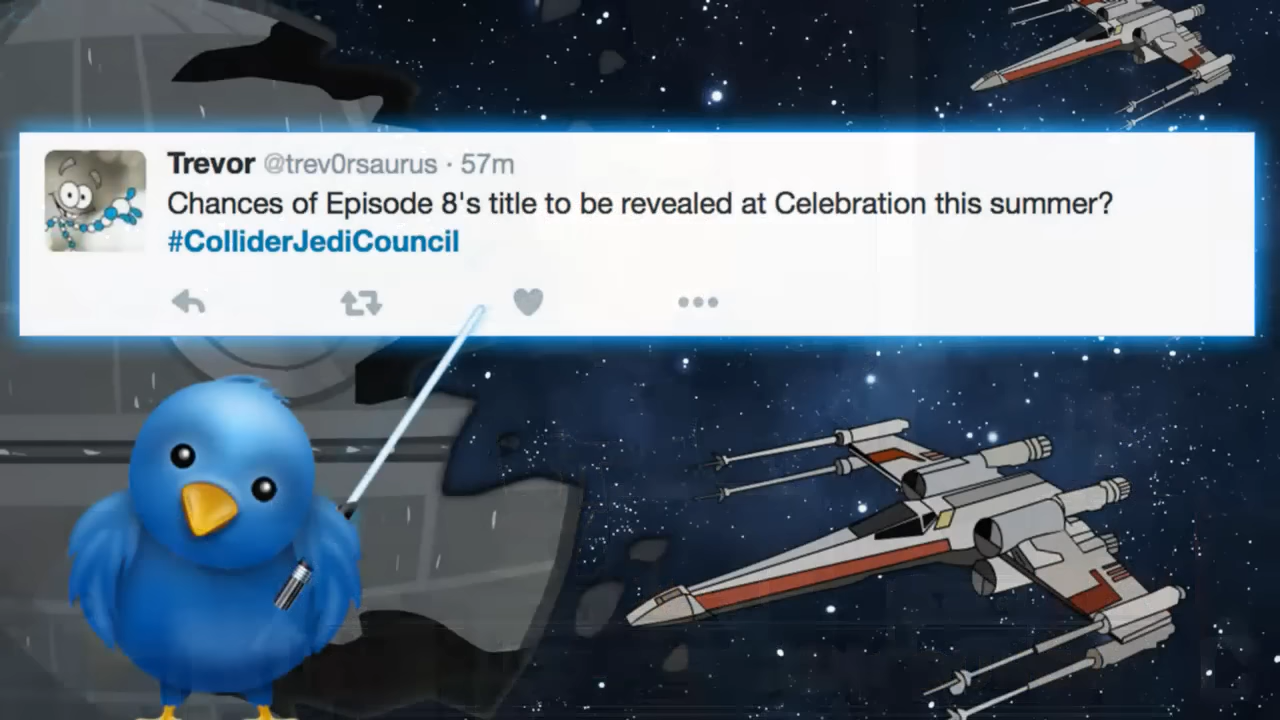 Trevor @trev0rsaurus · 57m
Chances of Episode 8's title to be revealed at Celebration this summer?
#ColliderJediCouncil